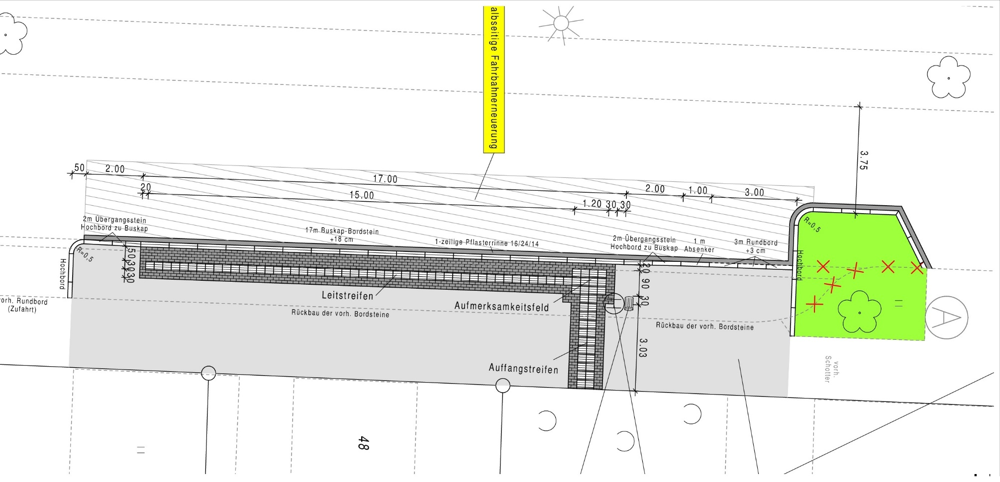 albseitige Fahrbahnerneuerung
3.75
50
2.00
17.00
20
15.00
2.00
1.00
3.00
1.20
30
30
2m Übergangsstein
Hochbord zu Buskap
17m Buskap-Bordstein
+18 cm
1-zeilige Pflasterrinne 16/24/14
2m Übergangsstein
Hochbord zu Buskap
1 m
Absenker
3m Rundbord
+3 cm
R=0,5
R=0,5
Hochbord
50
30
30
20
90
30
Hochbord
Leitstreifen
Aufmerksamkeitsfeld
vorh. Rundbord
(Zufahrt)
Rückbau der vorh. Bordsteine
Rückbau der vorh. Bordsteine
A
3.03
Auffangstreifen
vorh.
Schotter
48